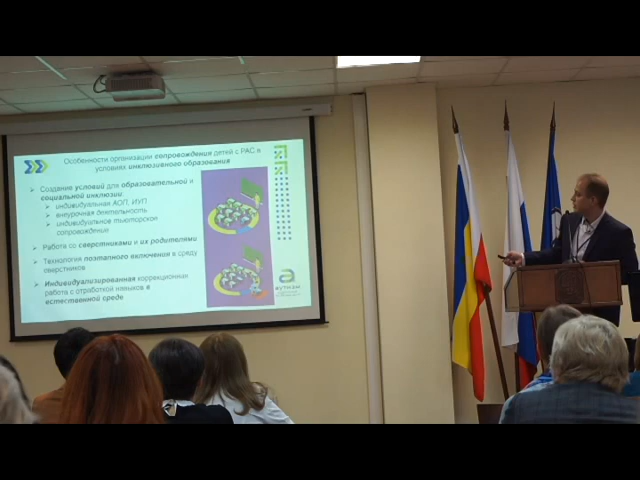 Особенности организации сопровождения детей с РАС в
условиях инклюзивного образования
Создание условий для образовательной и
социальной инклюзии:
индивидуальная АОП, ИУП
внеурочная деятельность
индивидуальное тьюторское
сопровождение
Работа со сверстниками и их родителями
Технология поэтапного включения в среду
сверстников
Индивидуализированная коррекционная
работа с отработкой навыков в
естественной среде
аутизм